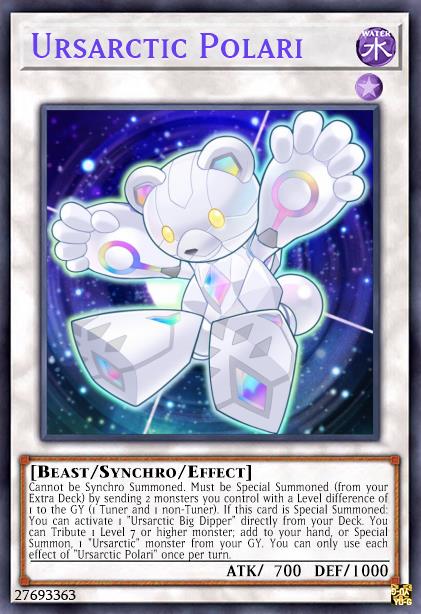 URSARCTIC POLARI
WATER
水
[BEAST/SYNCHRO/EFFECT]
Cannot be Synchro Summoned. Must be Special Summoned (from your
Extra Deck) by sending 2 monsters you control with a Level difference of
1 to the GY (1 Tuner and 1 non-Tuner). If this card is Special Summoned:
You can activate 1 "Ursarctic Big Dipper" directly from your Deck. You
can Tribute 1 Level 7 or higher monster; add to your hand, or Special
Summon, 1 "Ursarctic" monster from your GY. You can only use each
effect of "Ursarctic Polari" once per turn.
ATK/ 700 DEF/1000
27693363